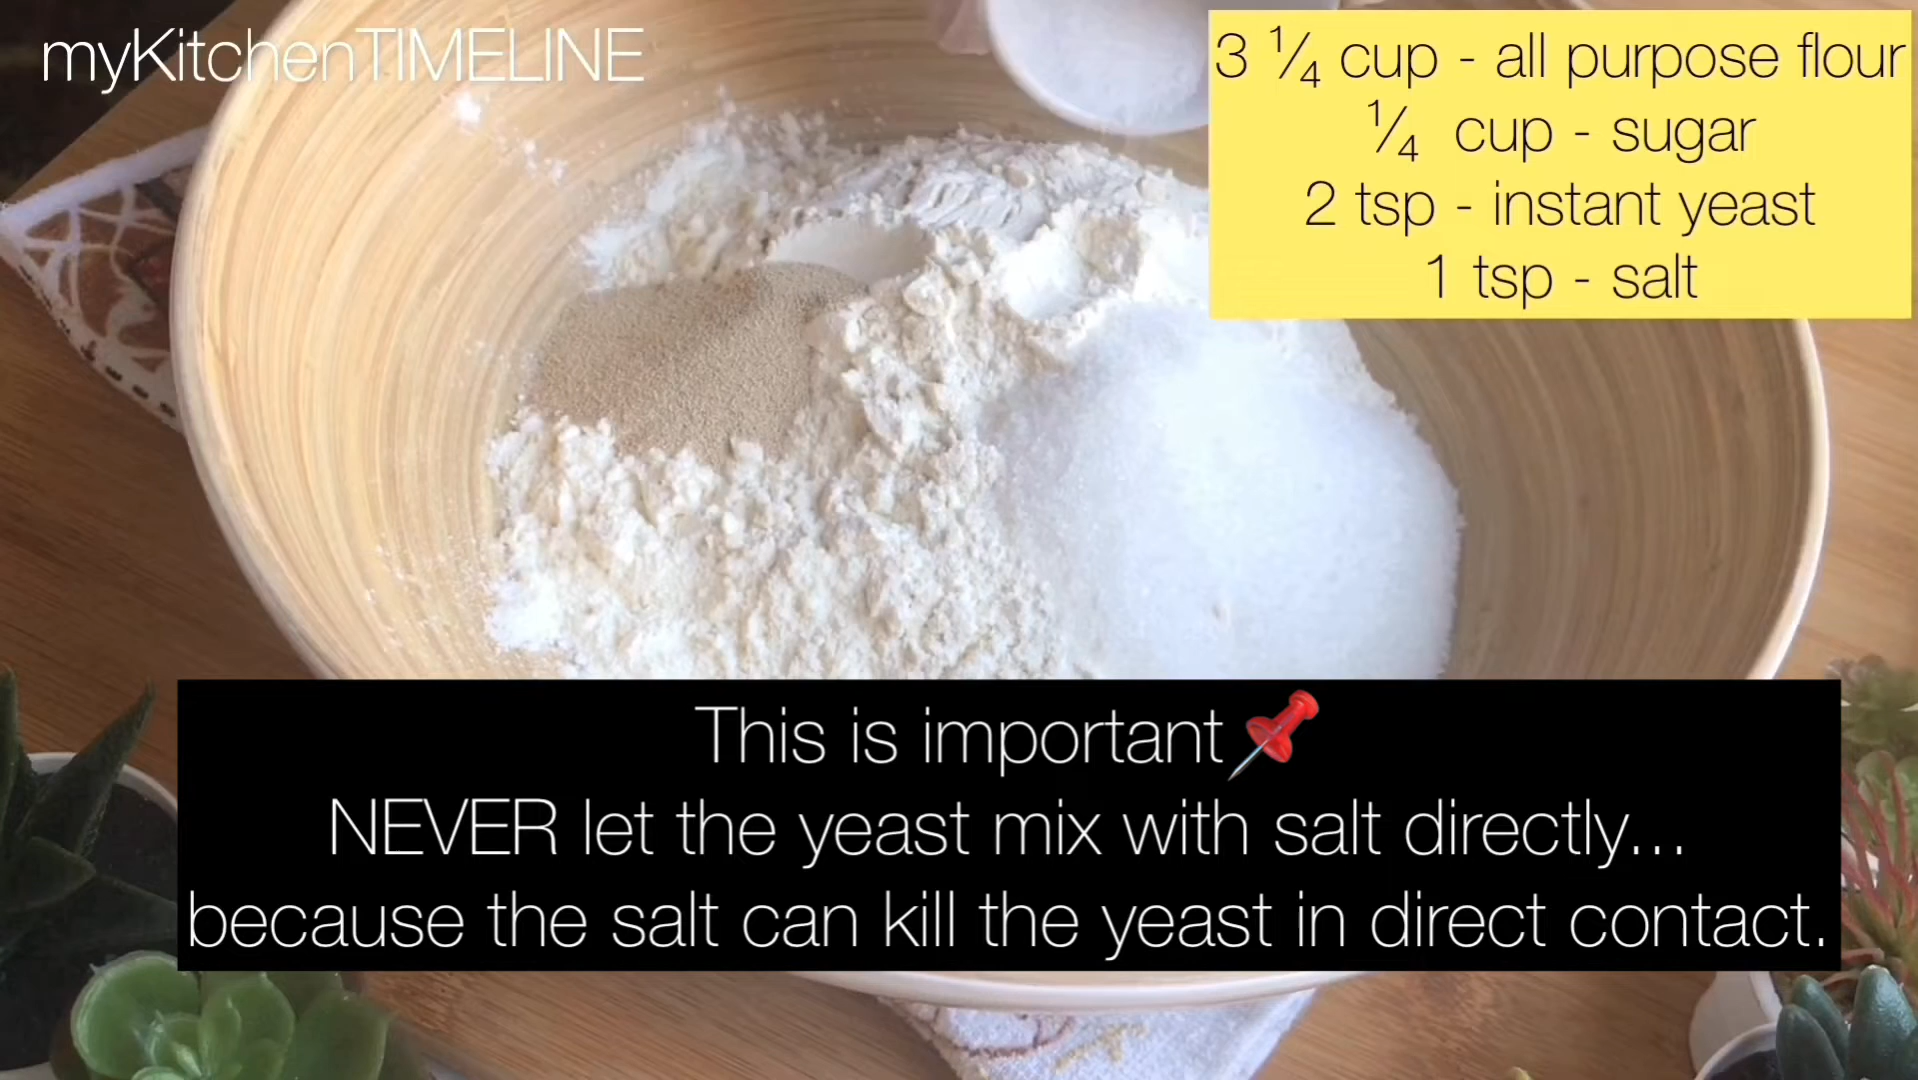 myKitchenTIMELINE
3 ¼ cup - all purpose flour
¼ cup - sugar
2 tsp - instant yeast
1 tsp - salt
This is important📌
NEVER let the yeast mix with salt directly...
because the salt can kill the yeast in direct contact.